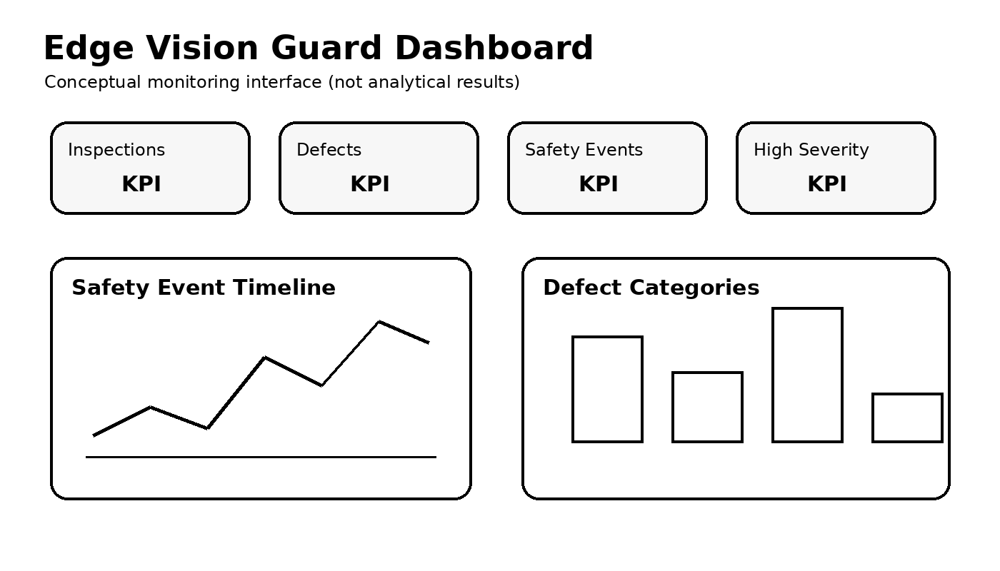 Edge Vision Guard Dashboard
Conceptual monitoring interface (not analytical results)
Inspections
KPI
Defects
KPI
Safety Events
KPI
High Severity
KPI
Safety Event Timeline
Defect Categories